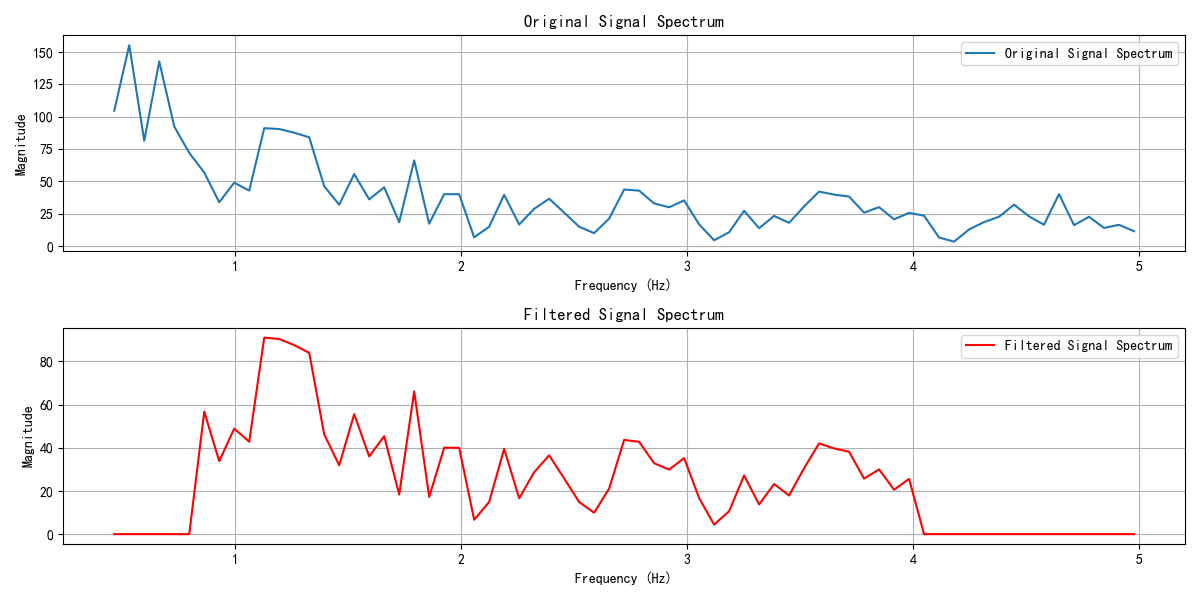 Original Signal Spectrum
Original Signal Spectrum
150
125
100
75
50
25
0
Magnitude
1 2 3 4 5
Frequency (Hz)
Filtered Signal Spectrum
Filtered Signal Spectrum
80
60
40
20
0
Magnitude
1 2 3 4 5
Frequency (Hz)